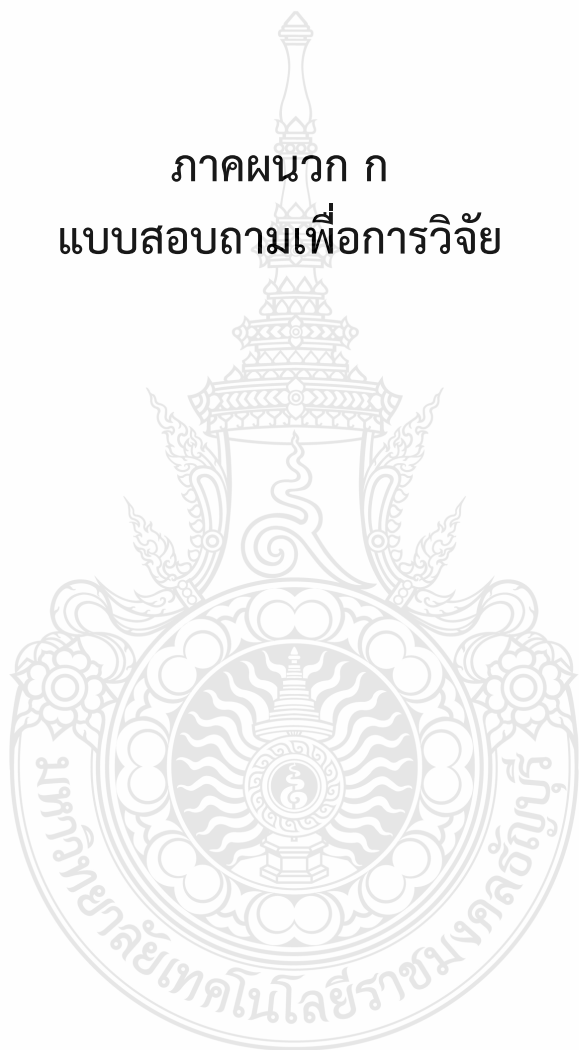 ภาคผนวก ก
แบบสอบถามเพื่อการวิจัย
มหาวิทยาลัยเทคโนโลยีราชมงคลธัญบุรี